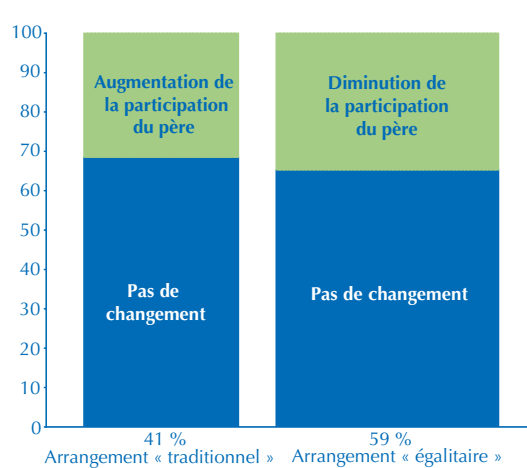 100
90
80
70
60
50
40
30
20
10
0
Augmentation de
la participation
du père
Diminution de
la participation
du père
Pas de
changement
Pas de changement
41 %
Arrangement « traditionnel »
59 %
Arrangement « égalitaire »